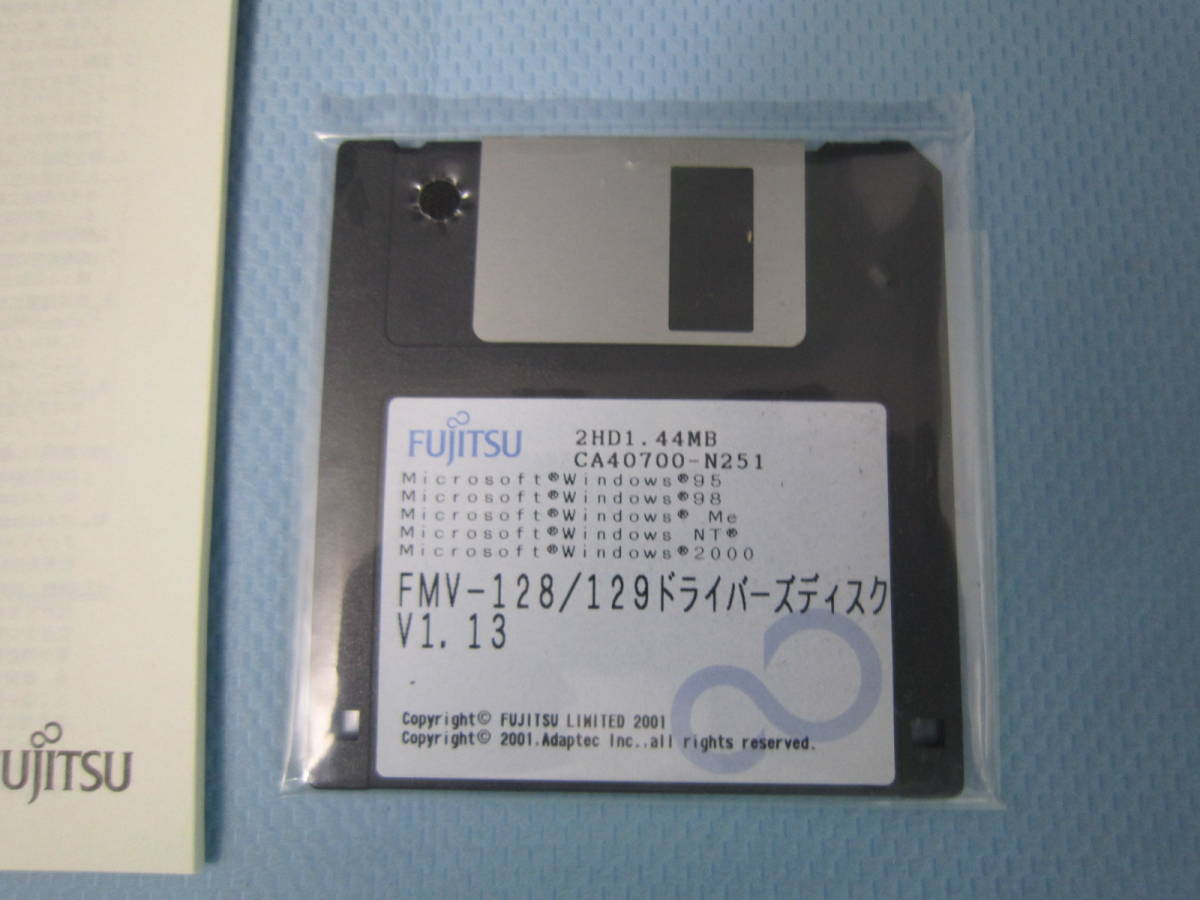 FUJITSU
2HD1.44MB
CA40700-N251
Microsoft®Windows®95
Microsoft®Windows®98
Microsoft®Windows® Me
Microsoft®Windows NT®
Microsoft®Windows®2000
FMV-128/129ドライバーズディスク
V1.13
Copyright© FUJITSU LIMITED 2001
Copyright© 2001.Adaptec Inc..all rights reserved.
UJITSU